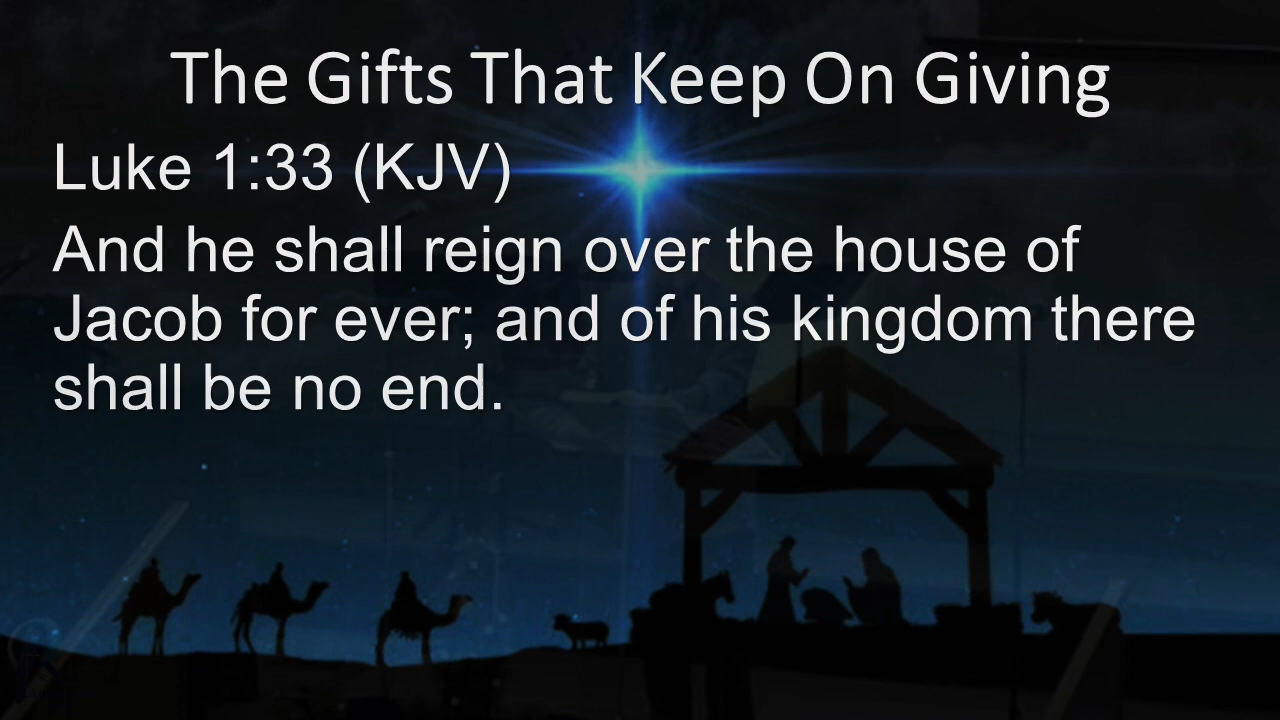 The Gifts That Keep On Giving
Luke 1:33 (KJV)
And he shall reign over the house of
Jacob for ever; and of his kingdom there
shall be no end.